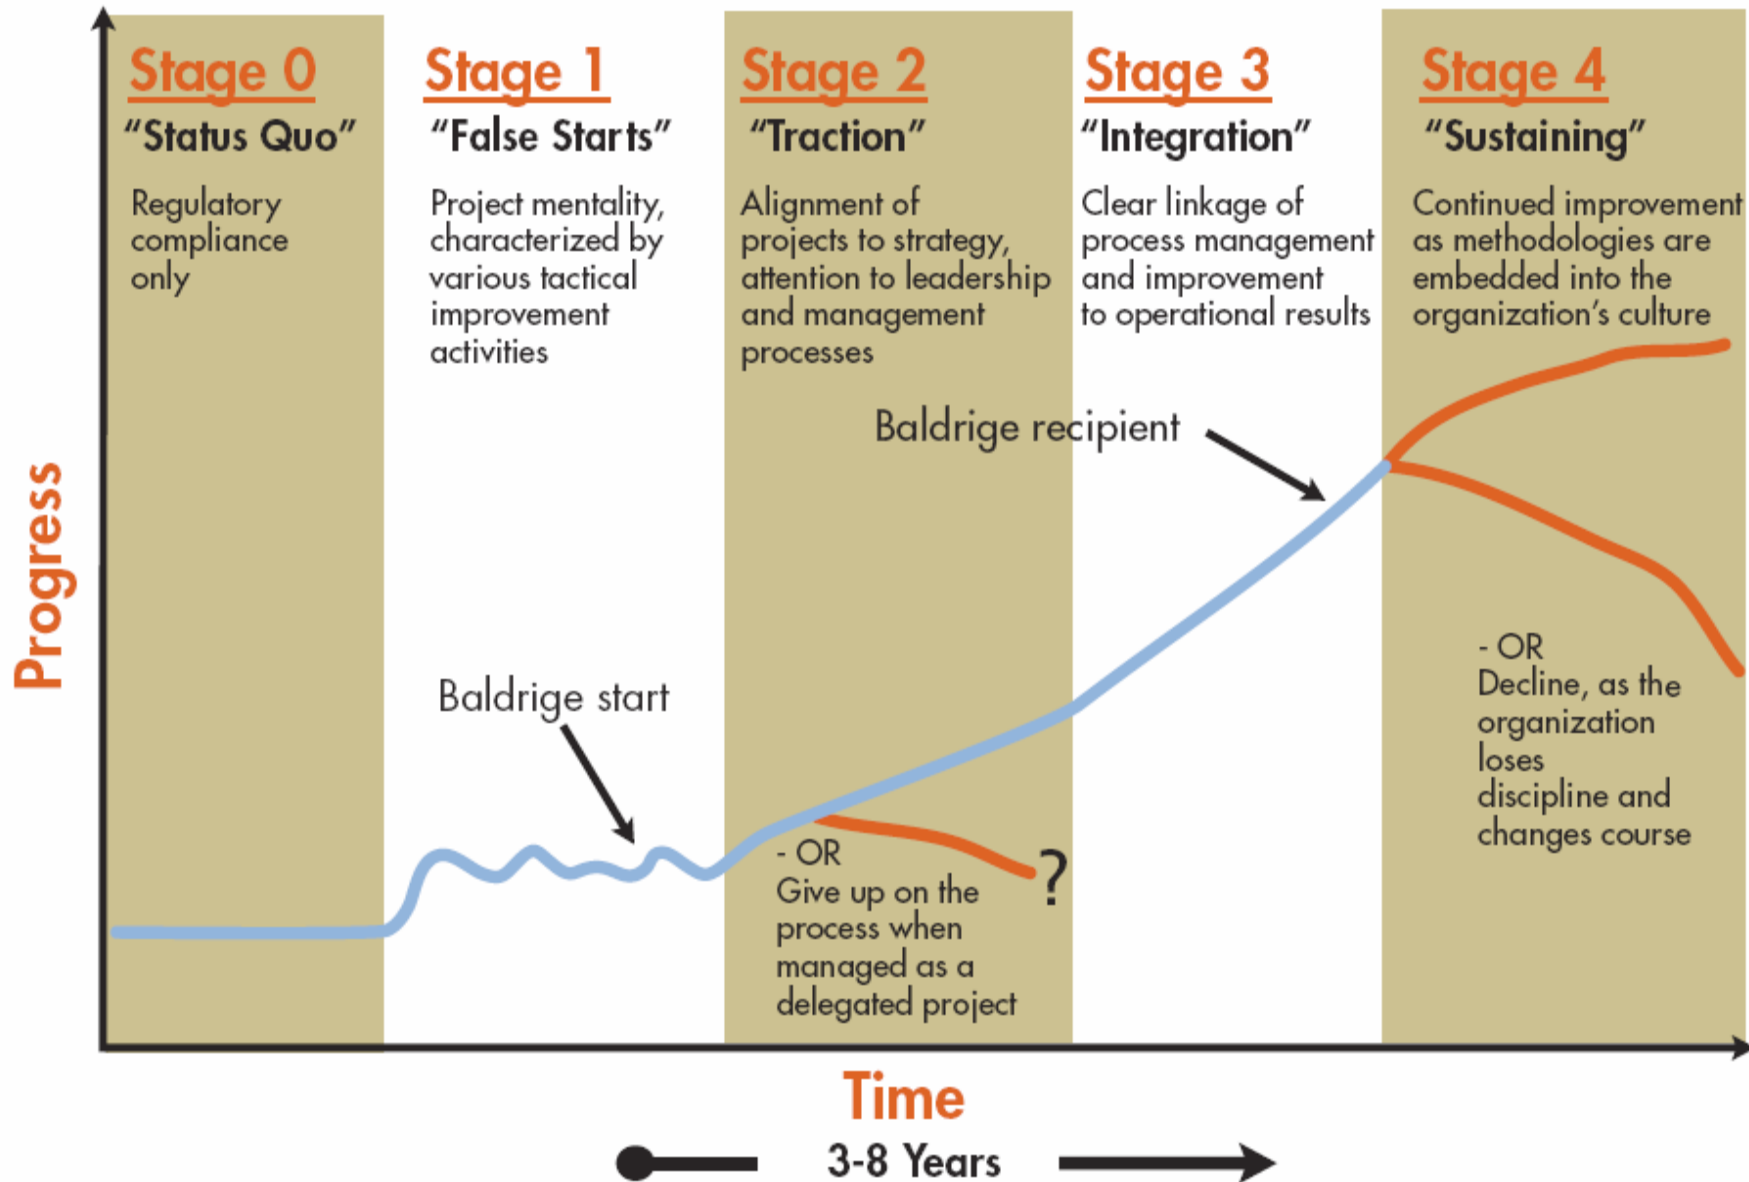 Stage 0
"Status Quo"
Regulatory
compliance
only
Stage 1
"False Starts"
Project mentality,
characterized by
various tactical
improvement
activities
Stage 2
"Traction"
Alignment of
projects to strategy,
attention to leadership
and management
processes
Stage 3
"Integration"
Clear linkage of
process management
and improvement
to operational results
Stage 4
"Sustaining"
Continued improvement
as methodologies are
embedded into the
organization's culture
Baldrige recipient
Progress
Baldrige start
- OR
Give up on the
process when
managed as a
delegated project
?
- OR
Decline, as the
organization
loses
discipline and
changes course
Time
3-8 Years